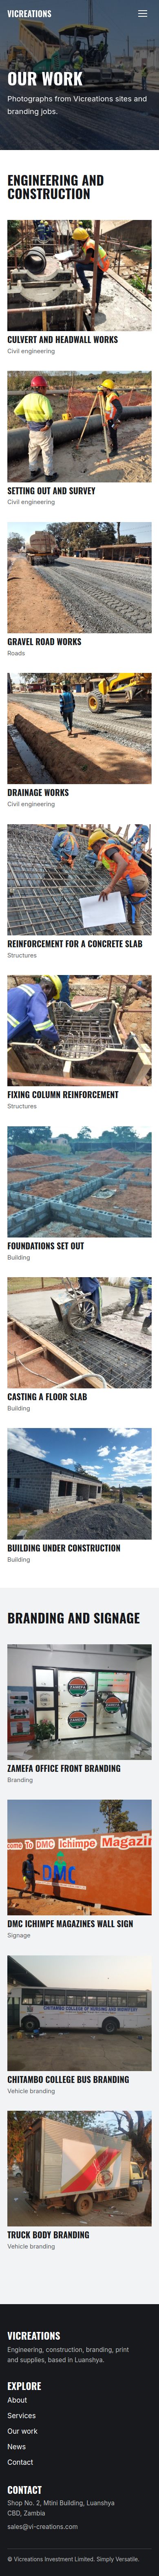 VICREATIONS
OUR WORK
Photographs from Vicreations sites and
branding jobs.
ENGINEERING AND
CONSTRUCTION
CULVERT AND HEADWALL WORKS
Civil engineering
SETTING OUT AND SURVEY
Civil engineering
GRAVEL ROAD WORKS
Roads
DRAINAGE WORKS
Civil engineering
REINFORCEMENT FOR A CONCRETE SLAB
Structures
FIXING COLUMN REINFORCEMENT
Structures
FOUNDATIONS SET OUT
Building
CASTING A FLOOR SLAB
Building
BUILDING UNDER CONSTRUCTION
Building
BRANDING AND SIGNAGE
ZAMEFA
ZAMEFA
ZAMEFA OFFICE FRONT BRANDING
Branding
come To DMC Ichimpe Magazin
DMC
DMC ICHIMPE MAGAZINES WALL SIGN
Signage
CHITAMBO COLLEGE OF NURSING AND MIDWIFERY
CHITAMBO COLLEGE BUS BRANDING
Vehicle branding
TRUCK BODY BRANDING
Vehicle branding
VICREATIONS
Engineering, construction, branding, print
and supplies, based in Luanshya.
EXPLORE
About
Services
Our work
News
Contact
CONTACT
Shop No. 2, Mtini Building, Luanshya
CBD, Zambia
sales@vi-creations.com
© Vicreations Investment Limited. Simply Versatile.